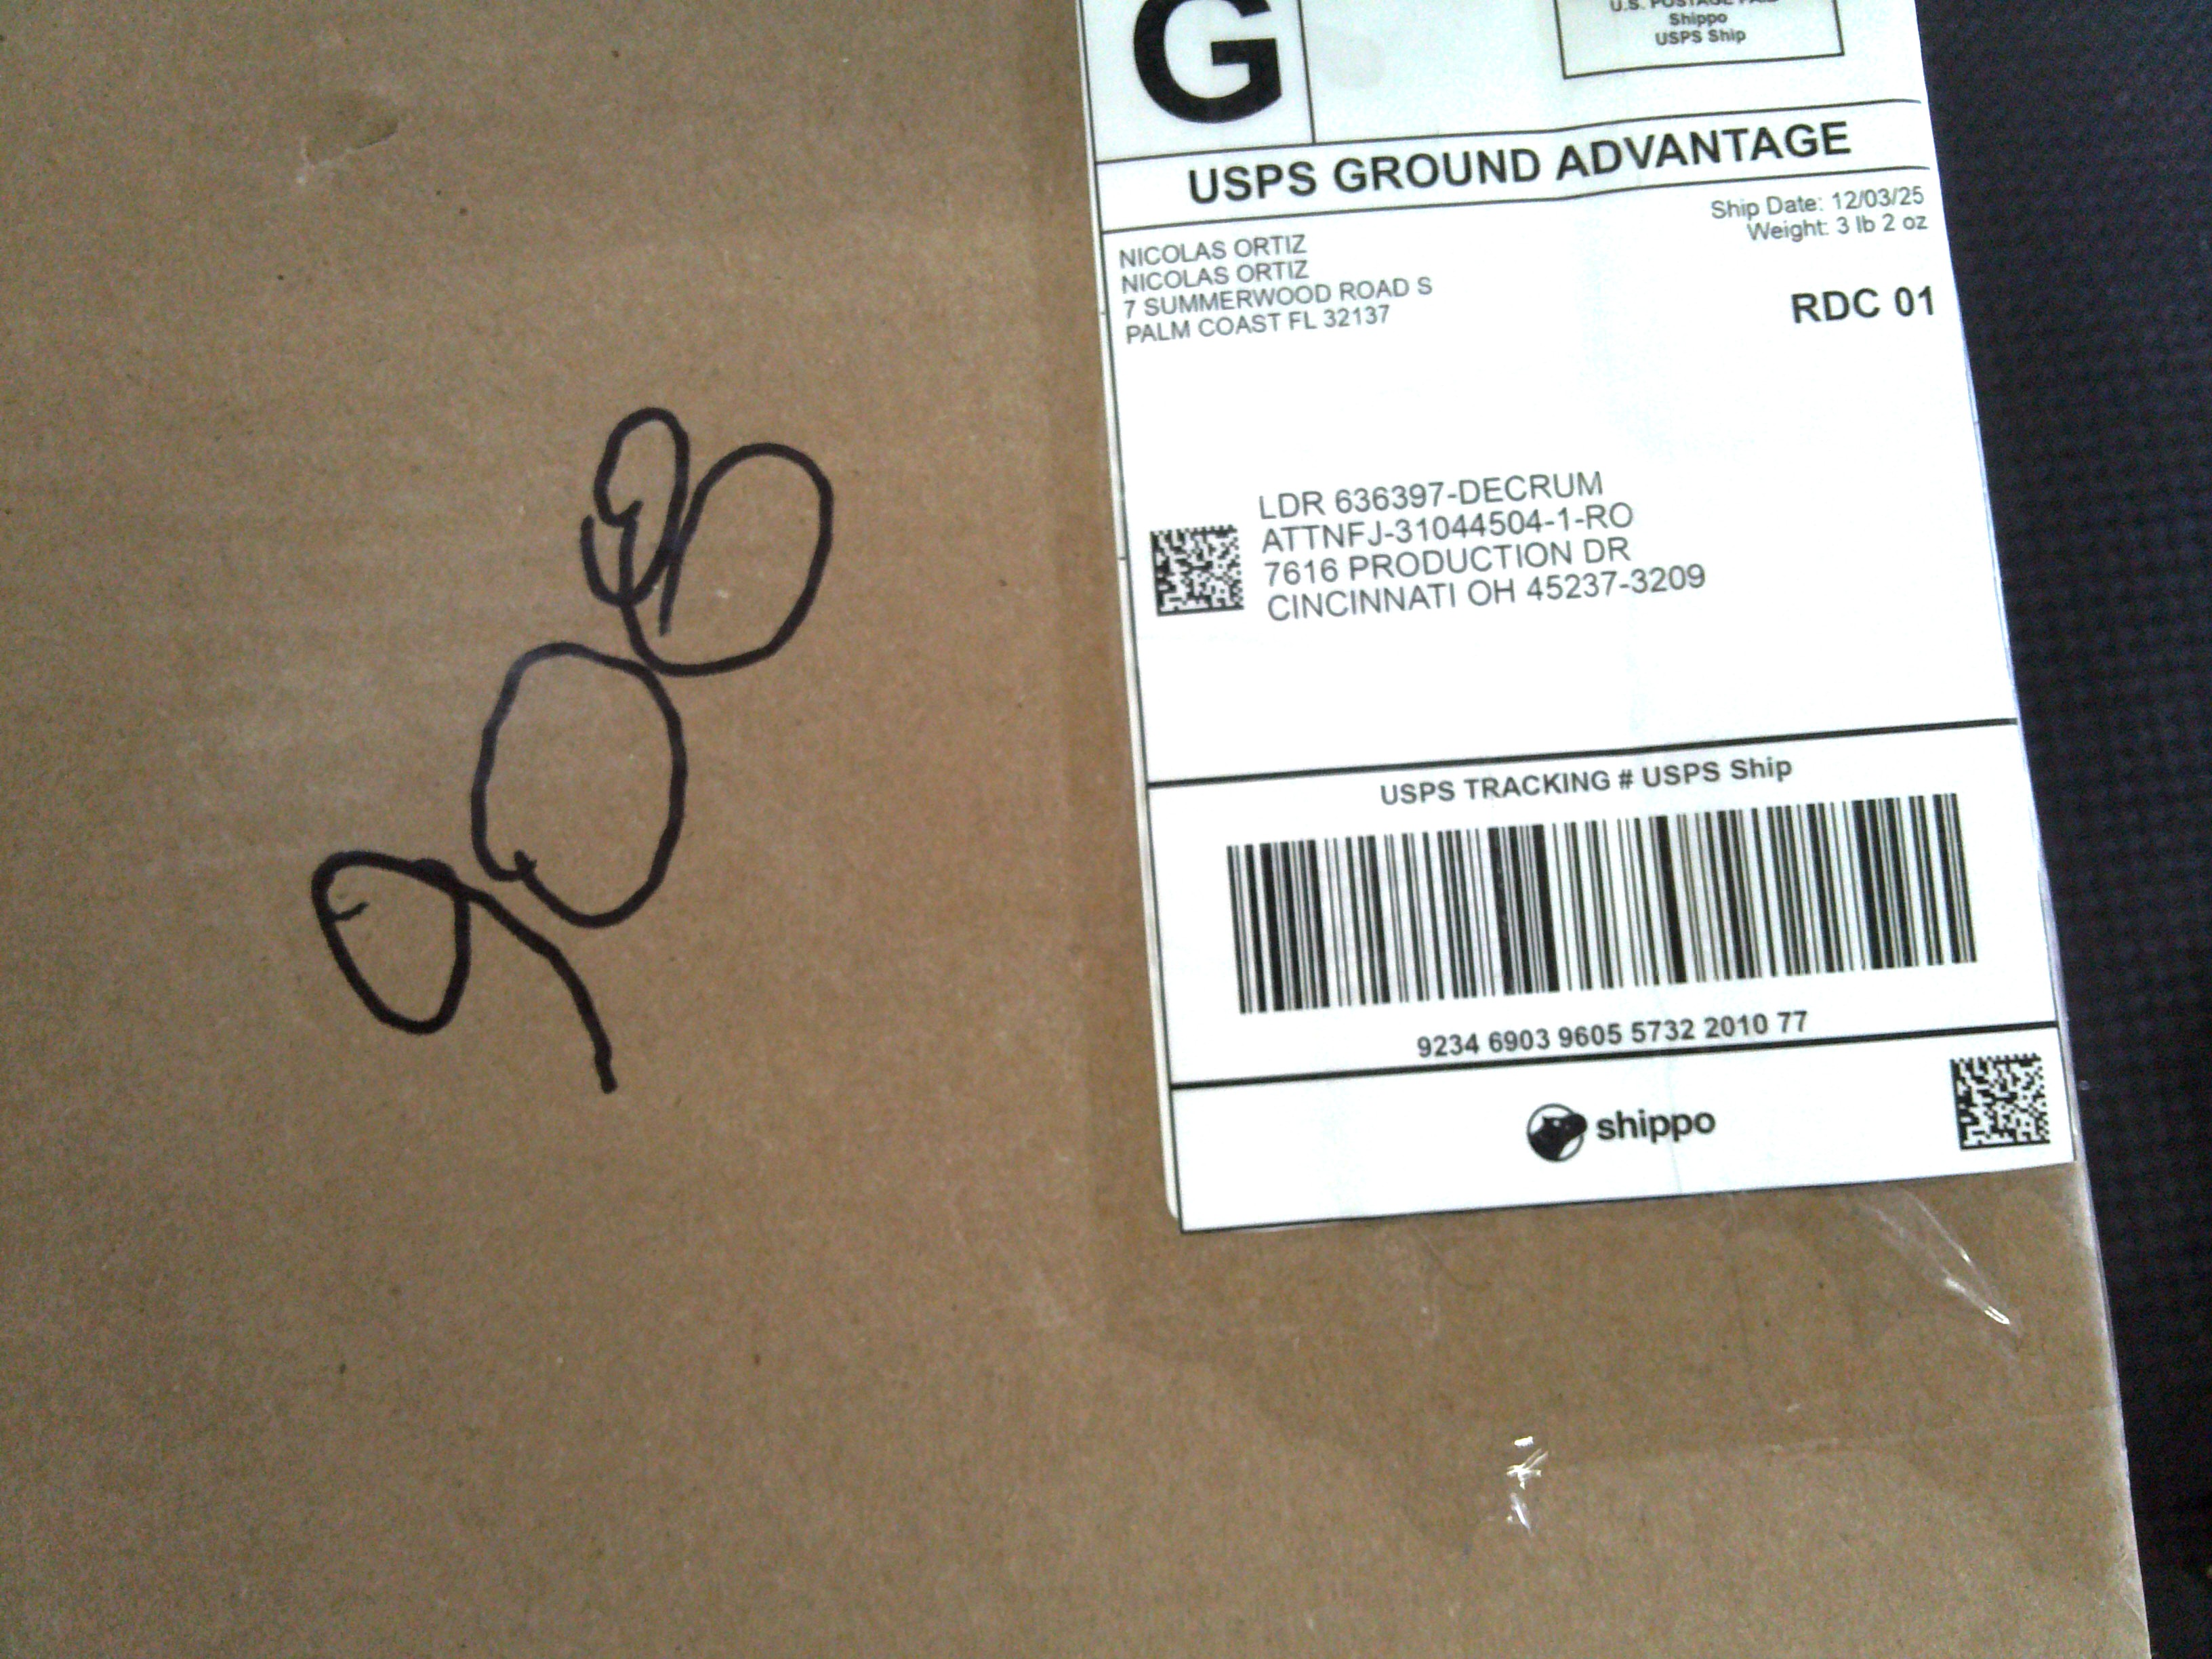 G
U.S. POSTAGE PAID
Shippo
USPS Ship
USPS GROUND ADVANTAGE
Ship Date: 12/03/25
Weight: 3 lb 2 oz
NICOLAS ORTIZ
NICOLAS ORTIZ
7 SUMMERWOOD ROAD S
PALM COAST FL 32137
RDC 01
LDR 636397-DECRUM
ATTNFJ-31044504-1-RO
7616 PRODUCTION DR
CINCINNATI OH 45237-3209
USPS TRACKING # USPS Ship
9234 6903 9605 5732 2010 77
shippo